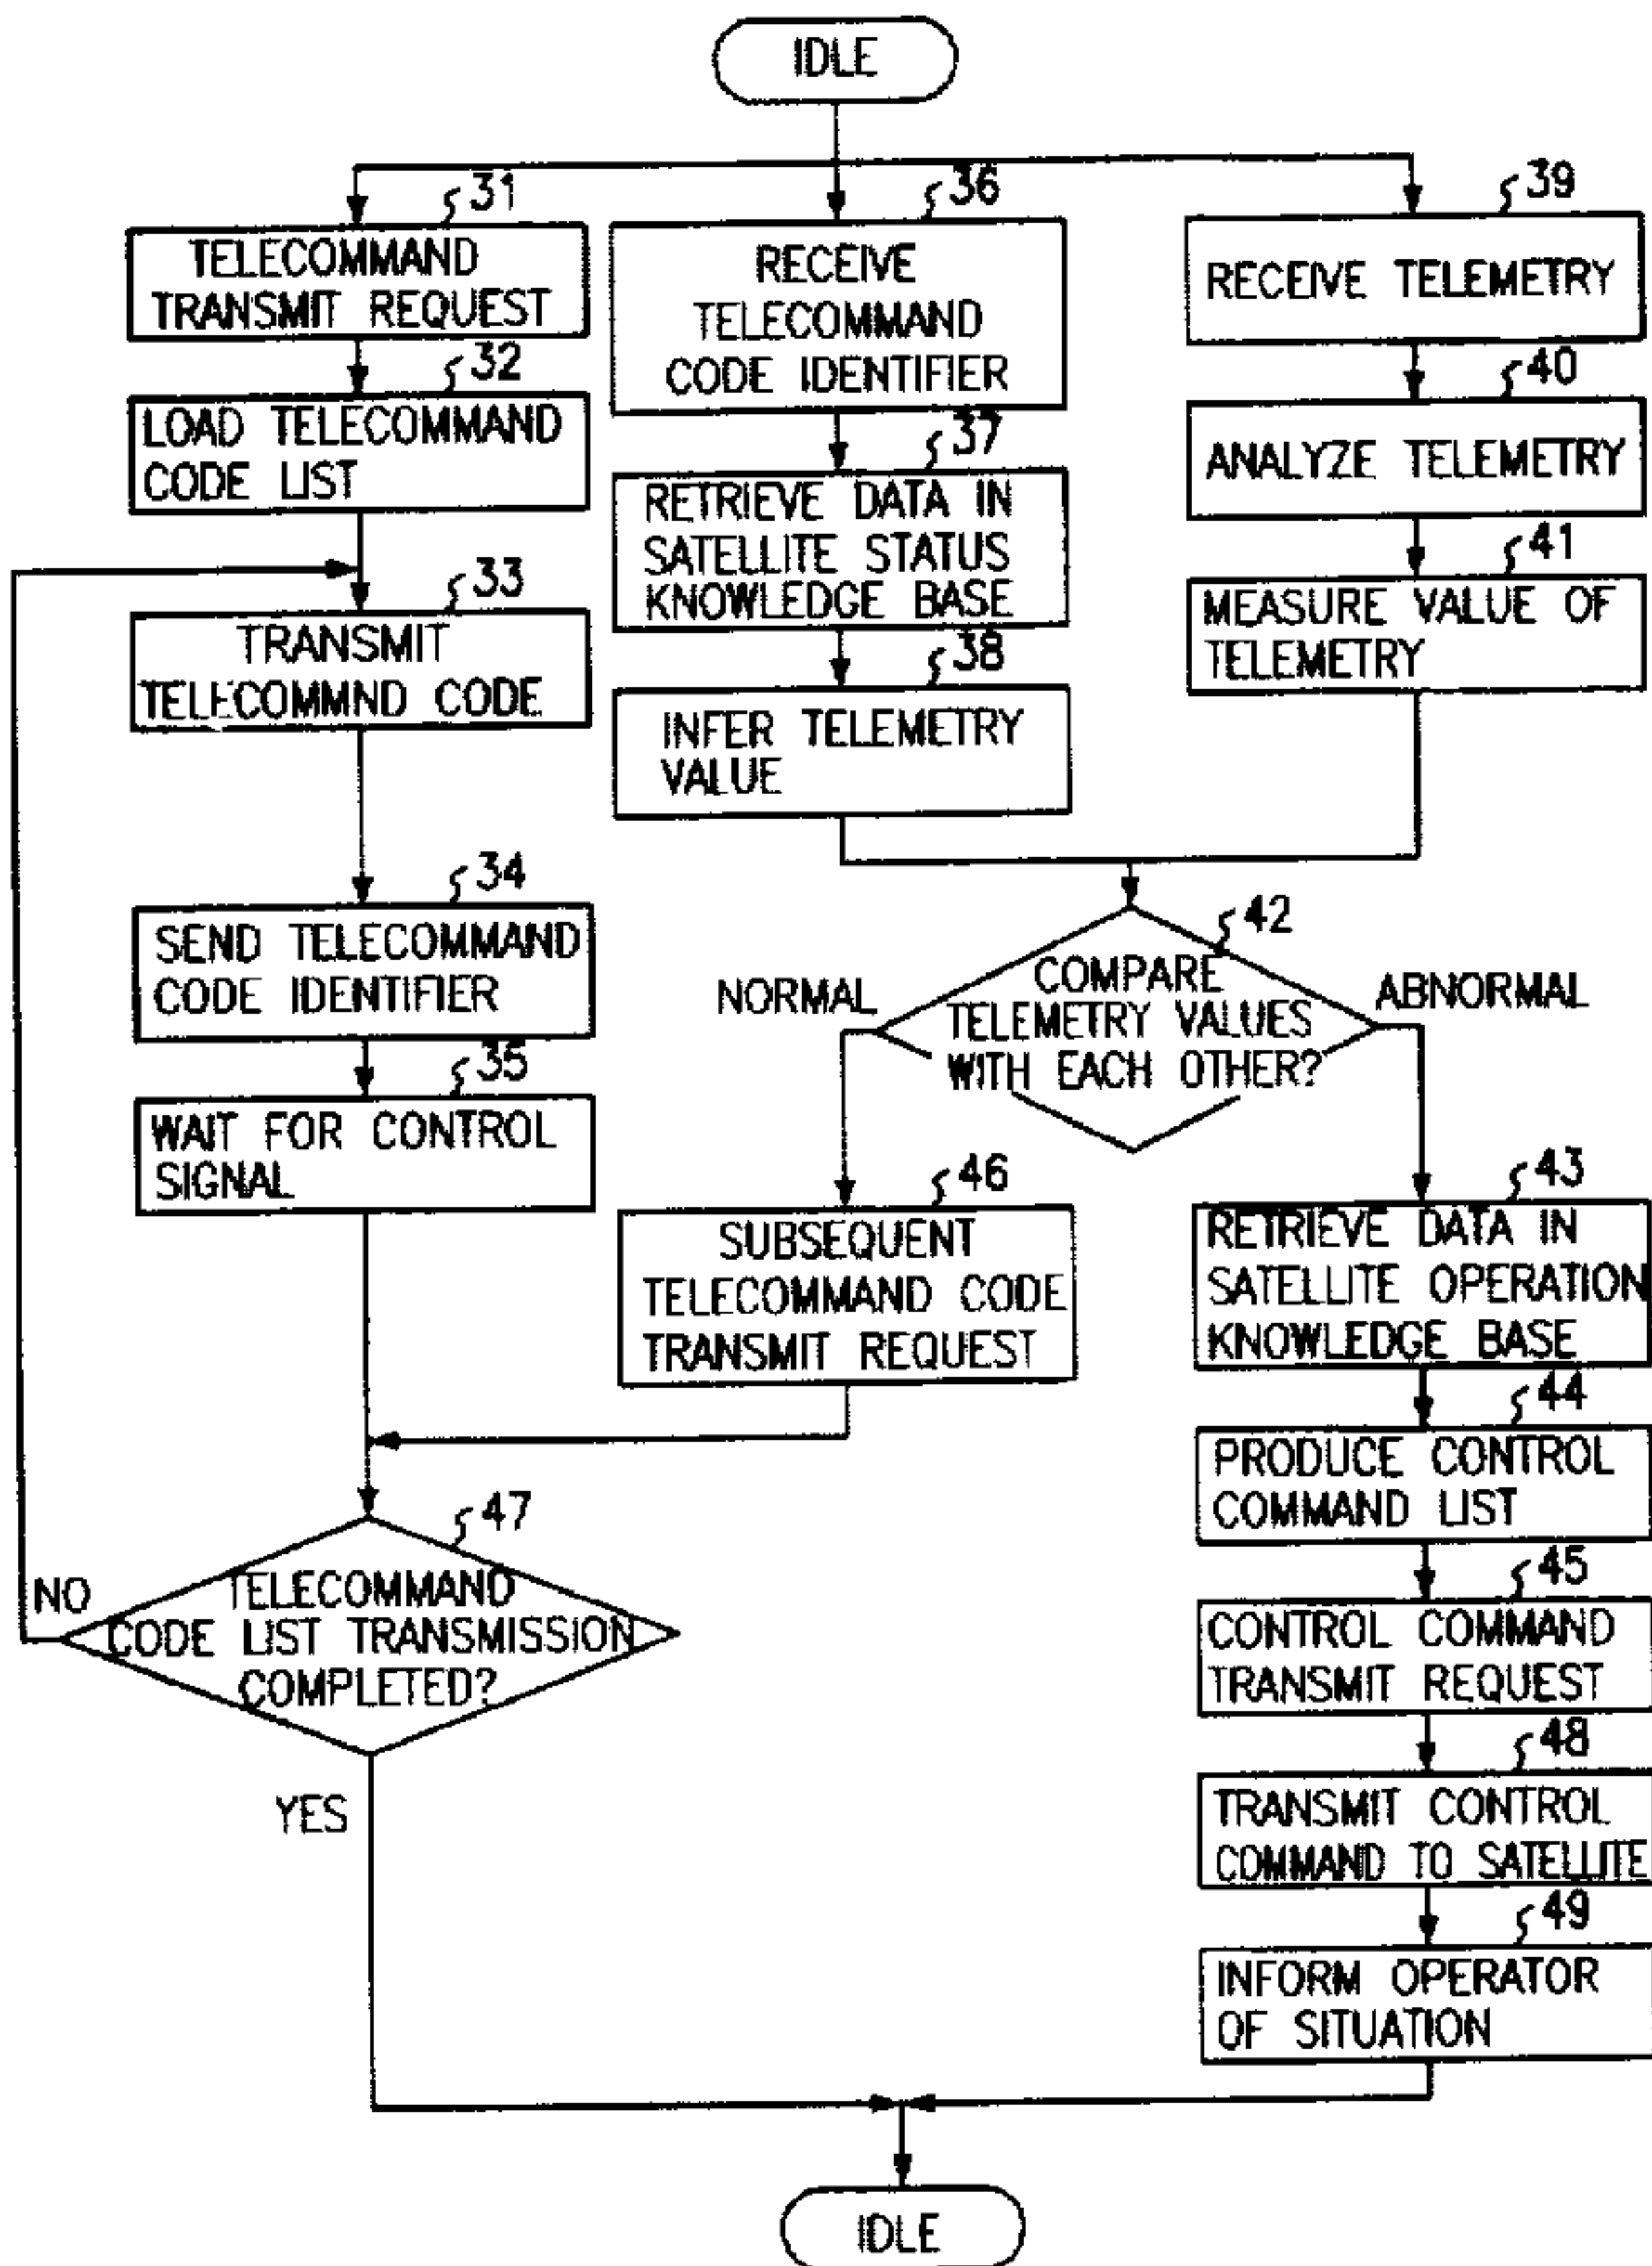 IDLE
31
TELECOMMAND
TRANSMIT REQUEST
32
LOAD TELECOMMAND
CODE LIST
33
TRANSMIT
TELECOMMND CODE
34
SEND TELECOMMAND
CODE IDENTIFIER
35
WAIT FOR CONTROL
SIGNAL
36
RECEIVE
TELECOMMAND
CODE IDENTIFIER
37
RETRIEVE DATA IN
SATELLITE STATUS
KNOWLEDGE BASE
38
INFER TELEMETRY
VALUE
39
RECEIVE TELEMETRY
40
ANALYZE TELEMETRY
41
MEASURE VALUE OF
TELEMETRY
42
COMPARE
TELEMETRY VALUES
WITH EACH OTHER?
NORMAL
ABNORMAL
46
SUBSEQUENT
TELECOMMAND CODE
TRANSMIT REQUEST
43
RETRIEVE DATA IN
SATELLITE OPERATION
KNOWLEDGE BASE
44
PRODUCE CONTROL
COMMAND LIST
45
CONTROL COMMAND
TRANSMIT REQUEST
48
TRANSMIT CONTROL
COMMAND TO SATELLITE
49
INFORM OPERATOR
OF SITUATION
47
TELECOMMAND
CODE LIST TRANSMISSION
COMPLETED?
NO
YES
IDLE